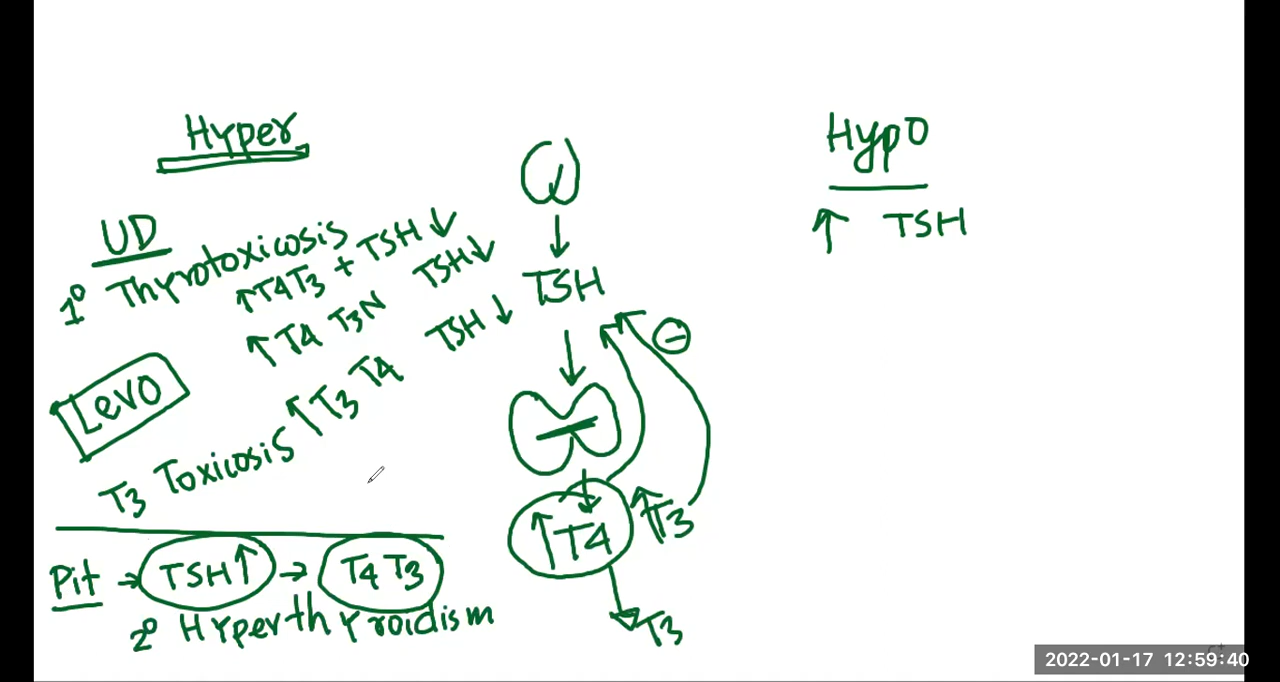 Hyper
UD
1° Thyrotoxicosis
↑T4T3 + TSH↓
↑T4 T3N TSH↓
Levo
T3 Toxicosis ↑T3 T4 TSH↓
Pit → TSH↑ → T4 T3
2° Hyperthyroidism
TSH
−
↑T4 ↑T3
T3
Hypo
↑ TSH
2022-01-17 12:59:40